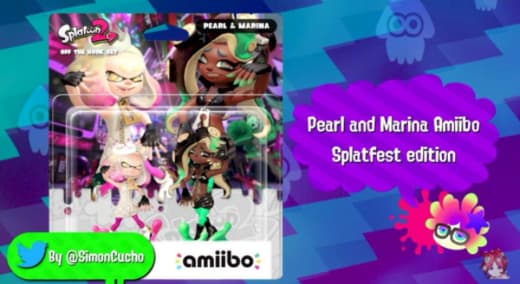 Splatoon 2
OFF THE HOOK SET
PEARL & MARINA
Pearl and Marina Amiibo
Splatfest edition
By @SimonCucho
amiibo